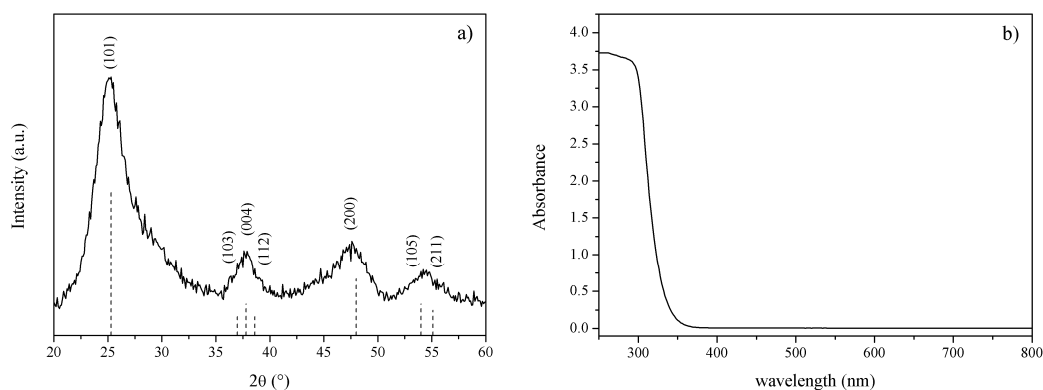 a)
(101)
(103)
(004)
(112)
(200)
(105)
(211)
Intensity (a.u.)
20 25 30 35 40 45 50 55 60
2θ (°)
b)
4.0
3.5
3.0
2.5
2.0
1.5
1.0
0.5
0.0
Absorbance
300 400 500 600 700 800
wavelength (nm)